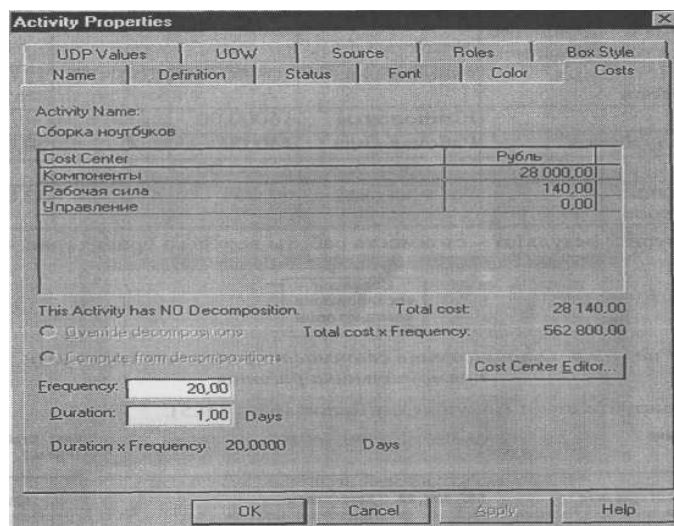 Activity Properties
UDP Values UOW Source Roles Box Style
Name Definition Status Font Color Costs
Activity Name:
Сборка ноутбуков
Cost Center Рубль
Компоненты 28 000,00
Рабочая сила 140,00
Управление 0,00
This Activity has NO Decomposition. Total cost: 28 140,00
Override decompositions Total cost x Frequency: 562 800,00
Compute from decompositions
Cost Center Editor...
Frequency: 20,00
Duration: 1,00 Days
Duration x Frequency 20,0000 Days
OK Cancel Apply Help